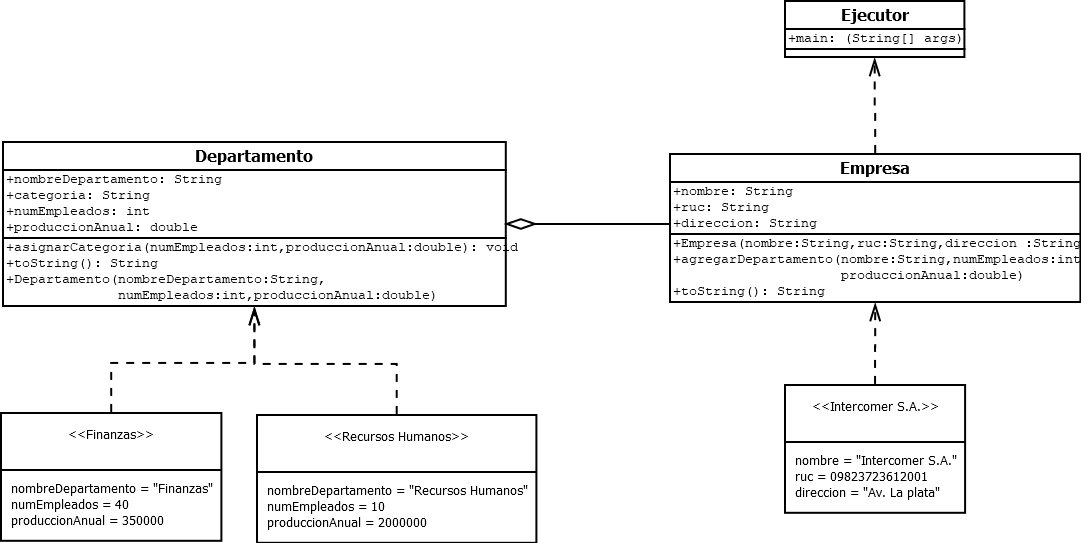 Ejecutor
+main: (String[] args)
Departamento
+nombreDepartamento: String
+categoria: String
+numEmpleados: int
+produccionAnual: double
+asignarCategoria(numEmpleados:int,produccionAnual:double): void
+toString(): String
+Departamento(nombreDepartamento:String,
numEmpleados:int,produccionAnual:double)
Empresa
+nombre: String
+ruc: String
+direccion: String
+Empresa(nombre:String,ruc:String,direccion :String
+agregarDepartamento(nombre:String,numEmpleados:int
produccionAnual:double)
+toString(): String
<<Finanzas>>
nombreDepartamento = "Finanzas"
numEmpleados = 40
produccionAnual = 350000
<<Recursos Humanos>>
nombreDepartamento = "Recursos Humanos"
numEmpleados = 10
produccionAnual = 2000000
<<Intercomer S.A.>>
nombre = "Intercomer S.A."
ruc = 09823723612001
direccion = "Av. La plata"